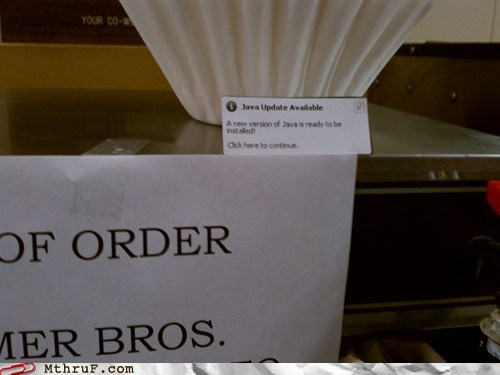 YOUR CO-W
Java Update Available
A new version of Java is ready to be
installed!
Click here to continue.
OF ORDER
MER BROS.
MthruF.com